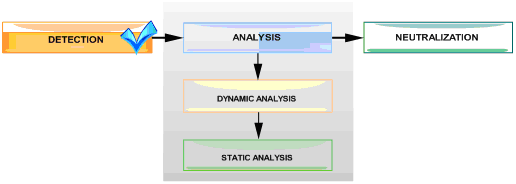 DETECTION
ANALYSIS
NEUTRALIZATION
DYNAMIC ANALYSIS
STATIC ANALYSIS